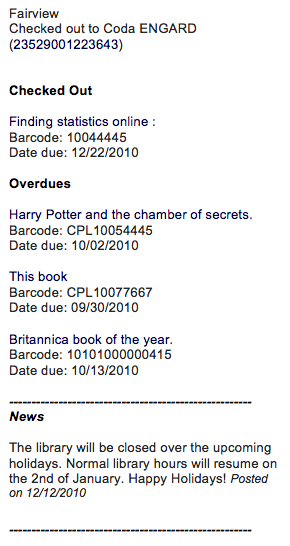 Fairview
Checked out to Coda ENGARD
(23529001223643)
Checked Out
Finding statistics online :
Barcode: 10044445
Date due: 12/22/2010
Overdues
Harry Potter and the chamber of secrets.
Barcode: CPL10054445
Date due: 10/02/2010
This book
Barcode: CPL10077667
Date due: 09/30/2010
Britannica book of the year.
Barcode: 10101000000415
Date due: 10/13/2010
------------------------------------------------------
News
The library will be closed over the upcoming
holidays. Normal library hours will resume on
the 2nd of January. Happy Holidays! Posted
on 12/12/2010
------------------------------------------------------